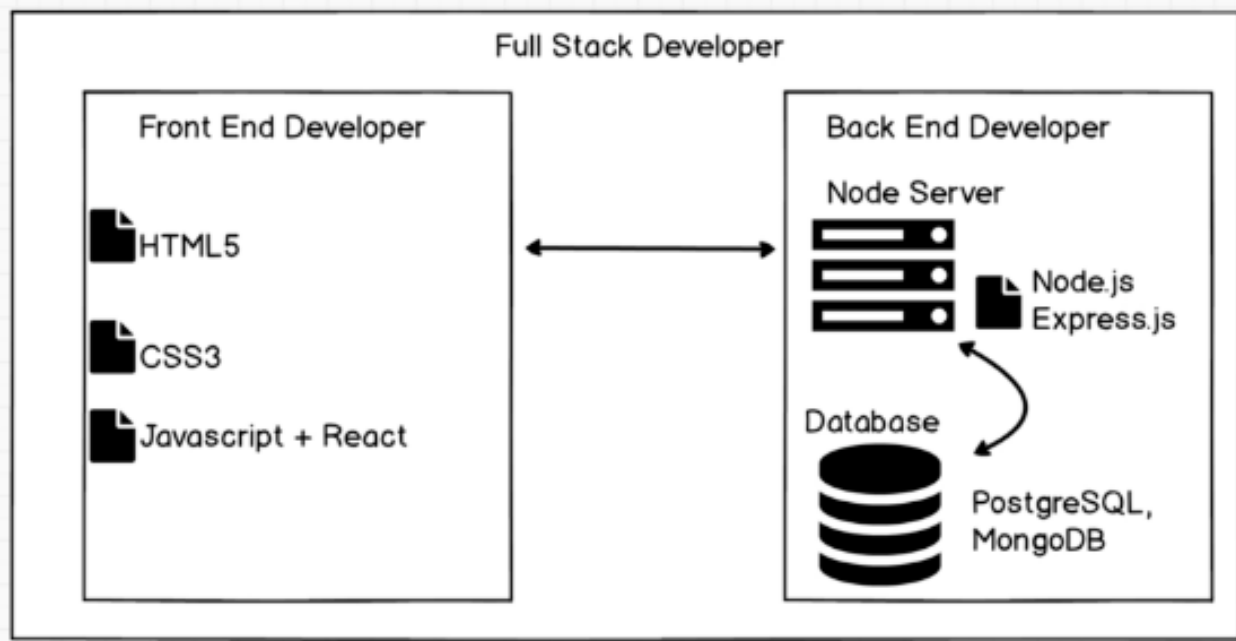 Full Stack Developer
Front End Developer
HTML5
CSS3
Javascript + React
Back End Developer
Node Server
Node.js
Express.js
Database
PostgreSQL,
MongoDB